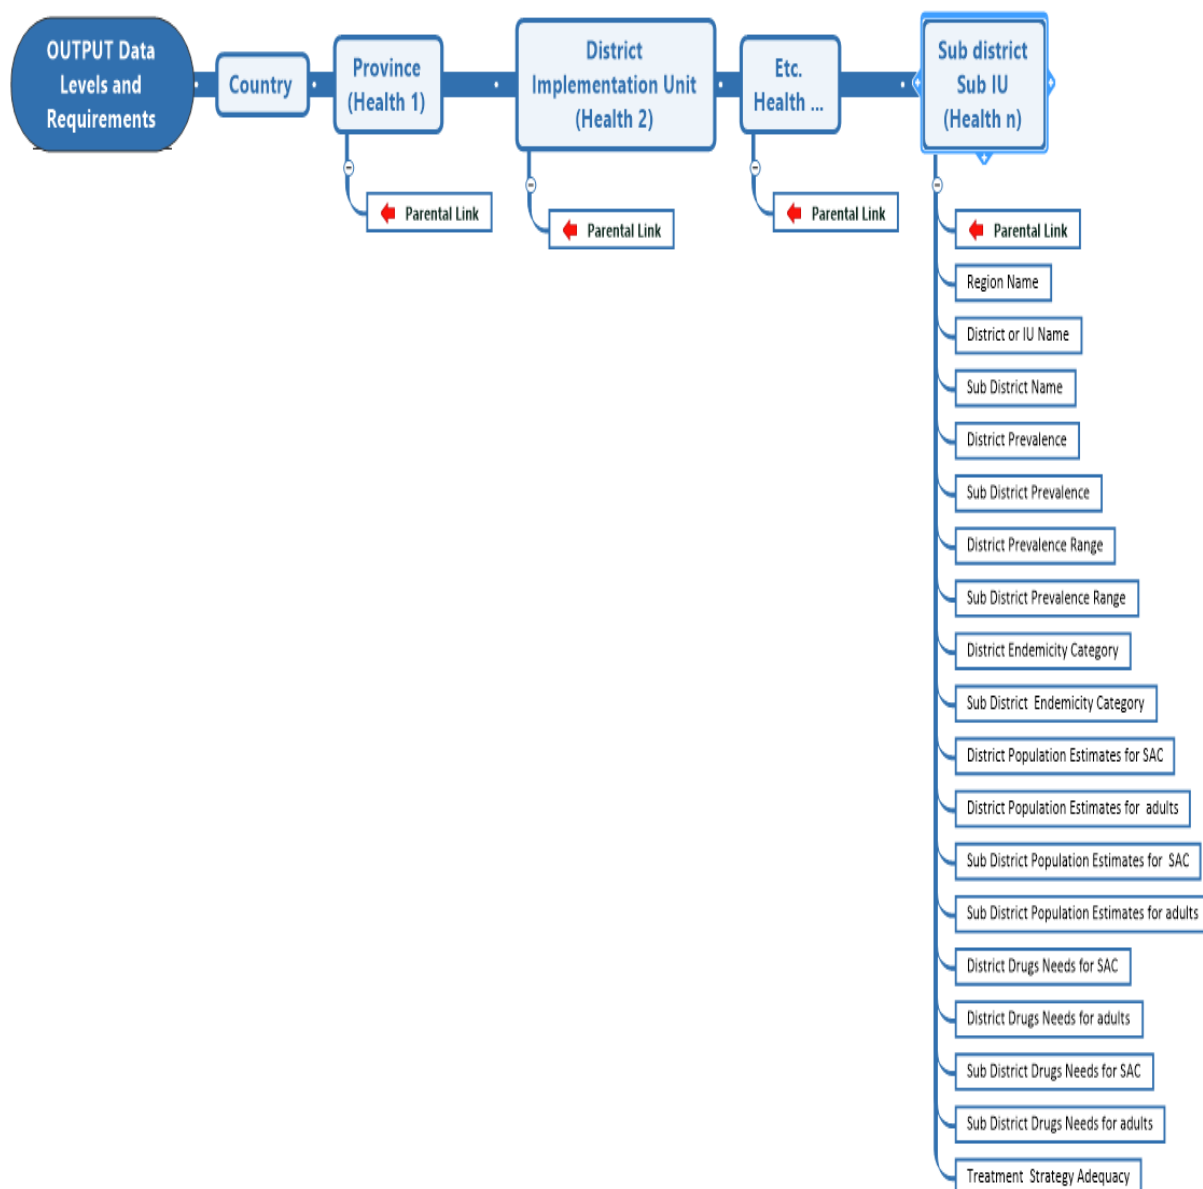 OUTPUT Data
Levels and
Requirements
Country
Province
(Health 1)
District
Implementation Unit
(Health 2)
Etc.
Health ...
Sub district
Sub IU
(Health n)
Parental Link
Parental Link
Parental Link
Parental Link
Region Name
District or IU Name
Sub District Name
District Prevalence
Sub District Prevalence
District Prevalence Range
Sub District Prevalence Range
District Endemicity Category
Sub District  Endemicity Category
District Population Estimates for SAC
District Population Estimates for  adults
Sub District Population Estimates for  SAC
Sub District Population Estimates for adults
District Drugs Needs for SAC
District Drugs Needs for adults
Sub District Drugs Needs for SAC
Sub District Drugs Needs for adults
Treatment  Strategy Adequacy